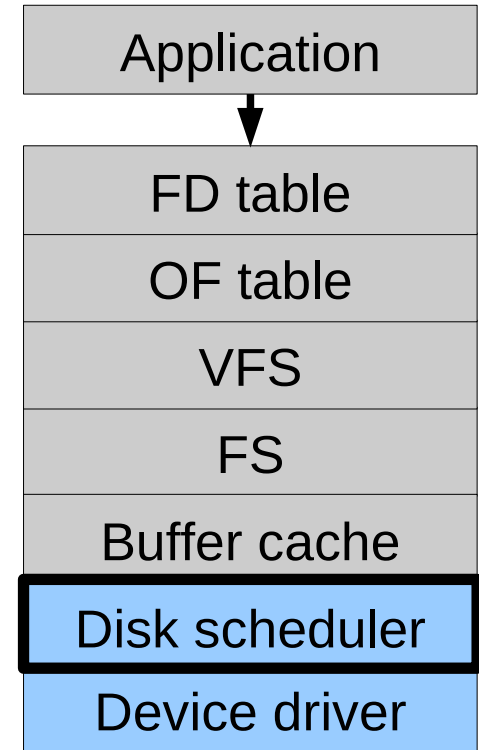 Application
FD table
OF table
VFS
FS
Buffer cache
Disk scheduler
Device driver